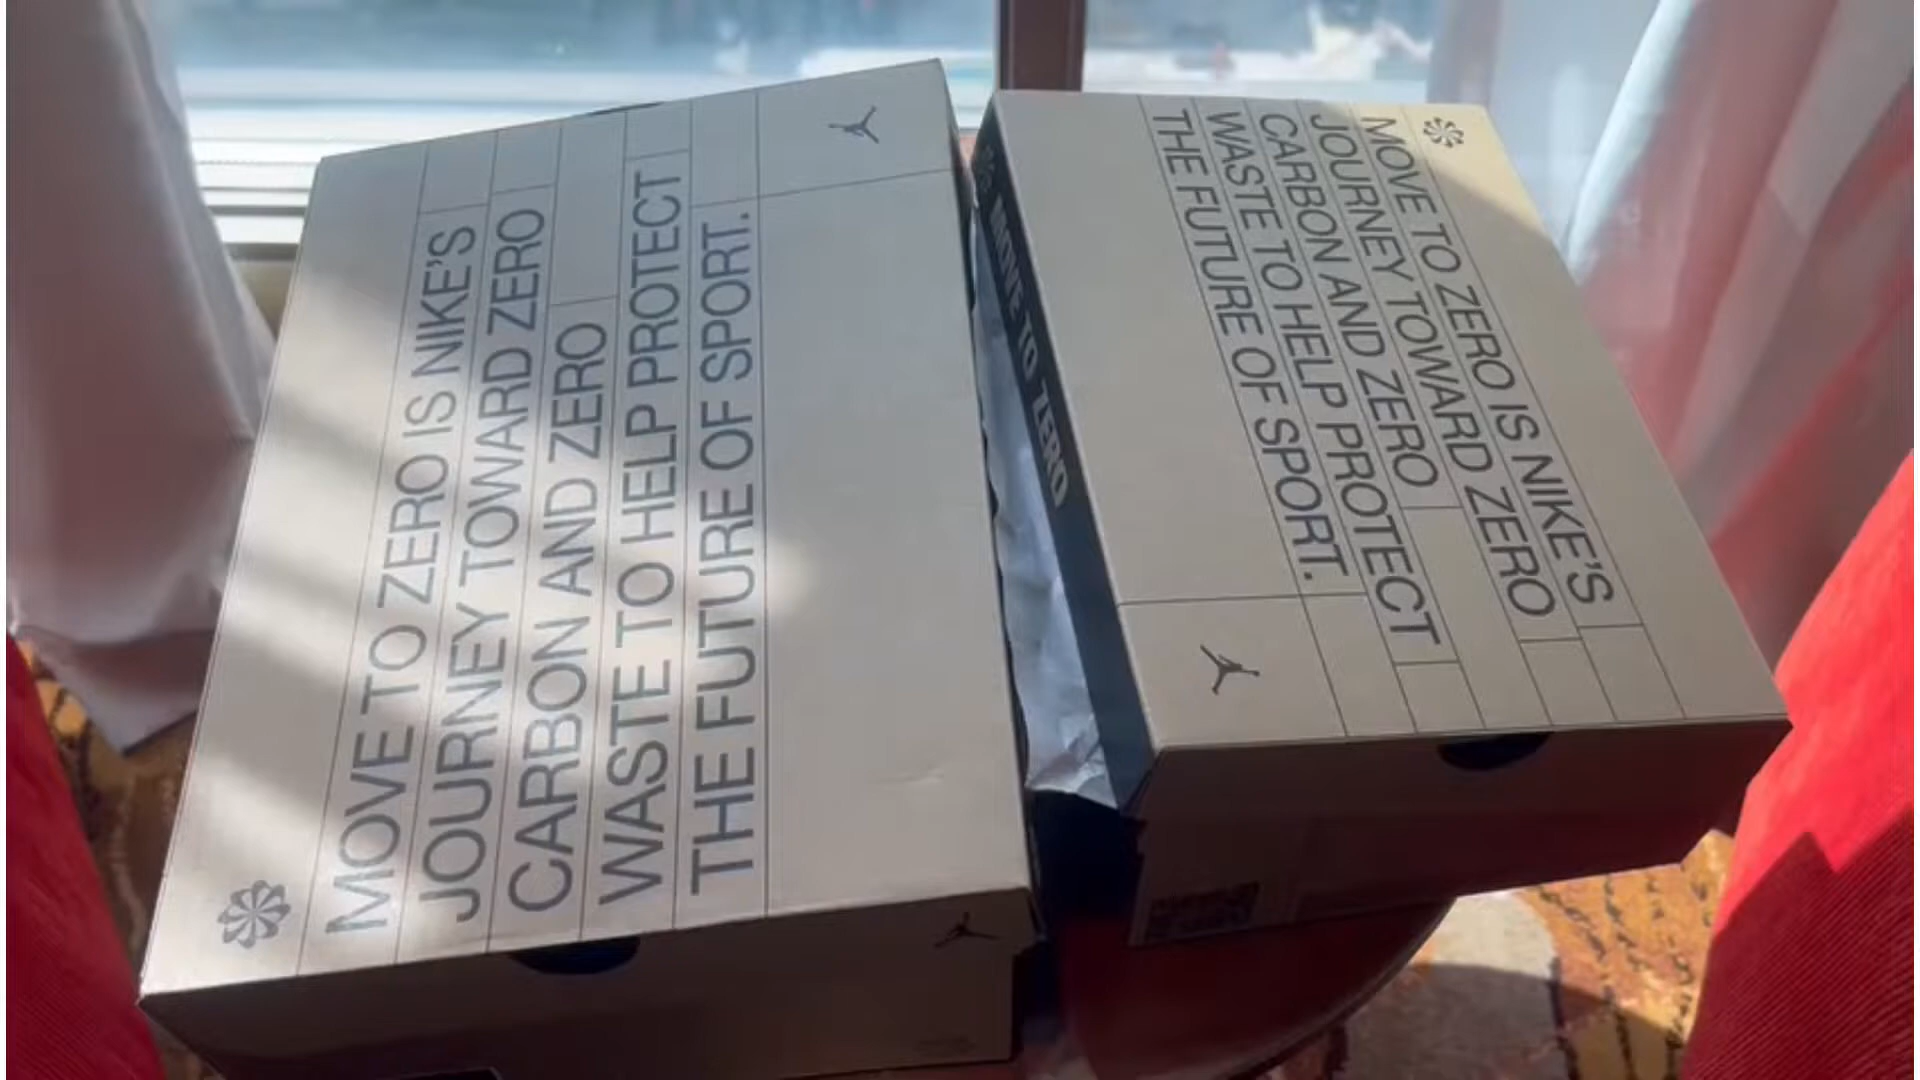 MOVE TO ZERO IS NIKE'S
JOURNEY TOWARD ZERO
CARBON AND ZERO
WASTE TO HELP PROTECT
THE FUTURE OF SPORT.
MOVE TO ZERO IS NIKE'S
JOURNEY TOWARD ZERO
CARBON AND ZERO
WASTE TO HELP PROTECT
THE FUTURE OF SPORT.
MOVE TO ZERO